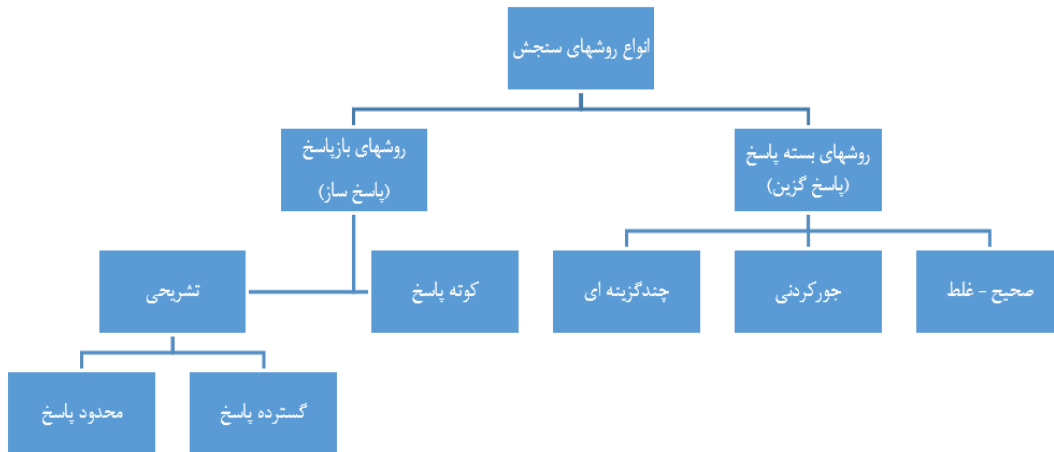 انواع روشهای سنجش
روشهای بسته پاسخ
(پاسخ گزین)
روشهای بازپاسخ
(پاسخ ساز)
صحیح - غلط
جورکردنی
چندگزینه ای
کوته پاسخ
تشریحی
گسترده پاسخ
محدود پاسخ